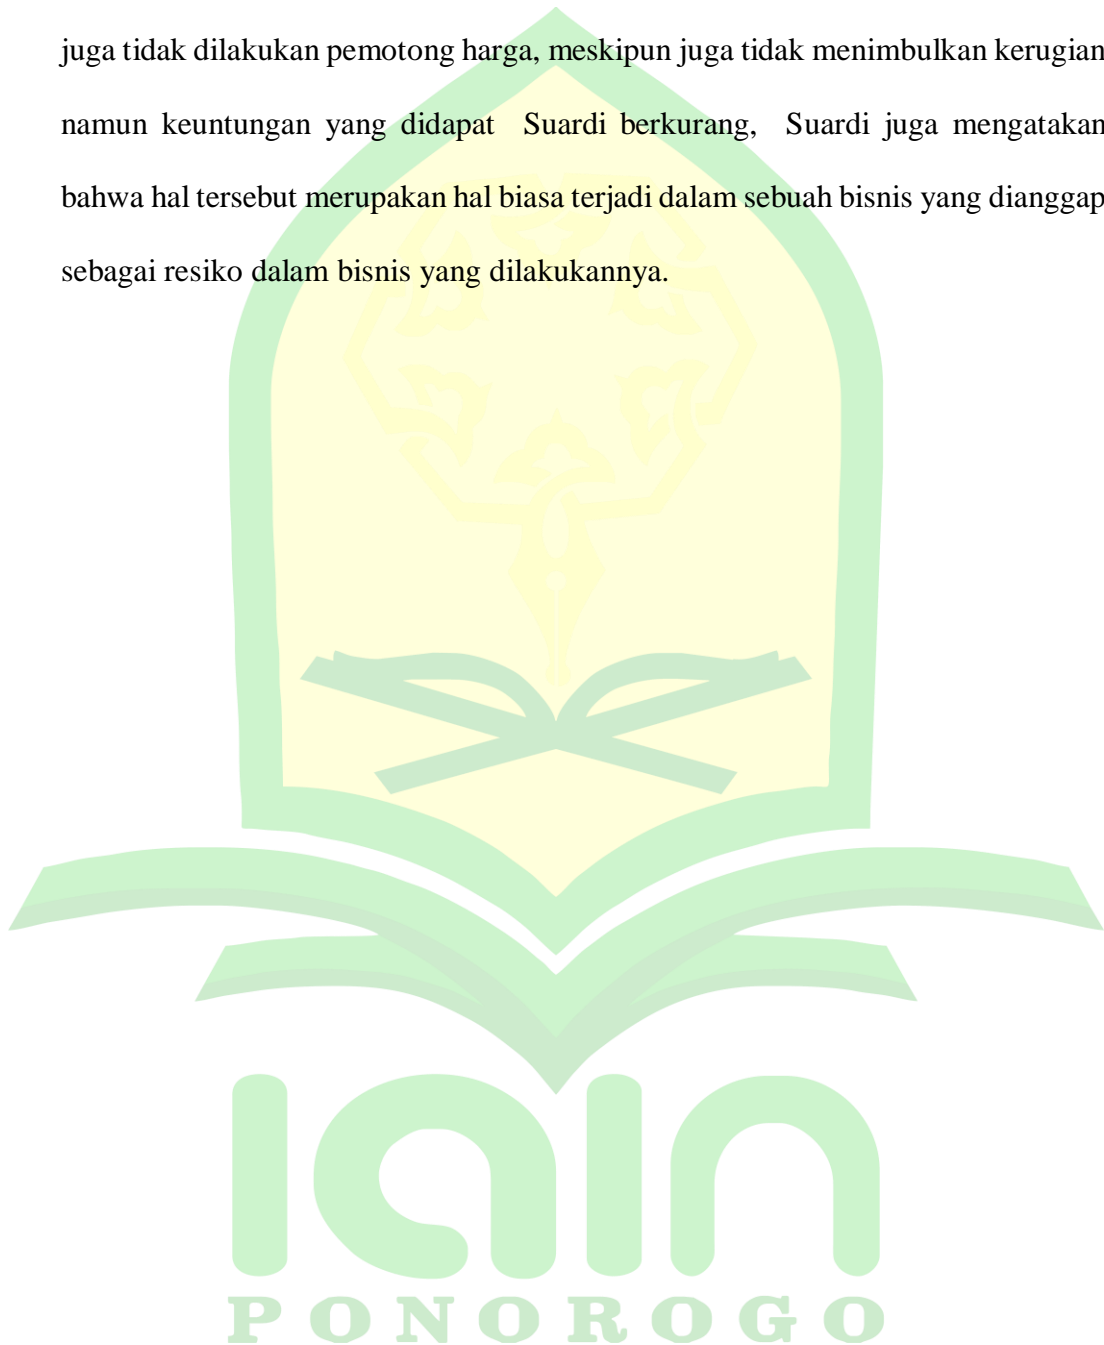 juga tidak dilakukan pemotong harga, meskipun juga tidak menimbulkan kerugian
namun keuntungan yang didapat Suardi berkurang, Suardi juga mengatakan
bahwa hal tersebut merupakan hal biasa terjadi dalam sebuah bisnis yang dianggap
sebagai resiko dalam bisnis yang dilakukannya.
iain
PONOROGO